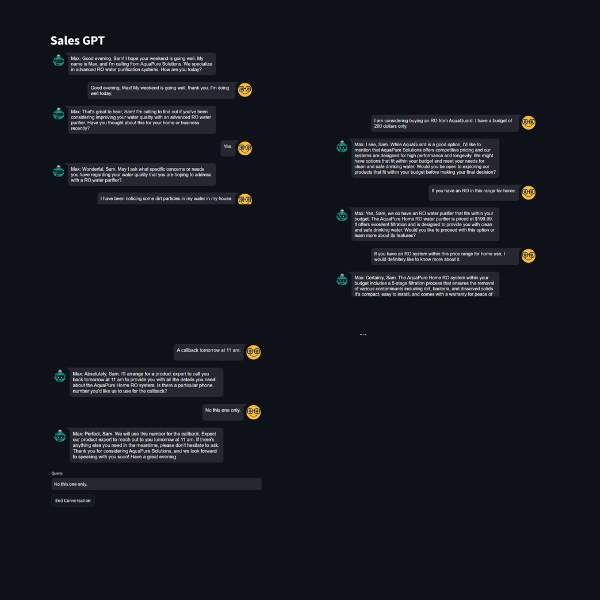 Sales GPT
Max: Good evening, Sam! I hope your weekend is going well. My
name is Max, and I'm calling from AquaPure Solutions. We specialize
in advanced RO water purification systems. How are you today?
Good evening, Max! My weekend is going well, thank you, I'm doing
well today.
Max: That's great to hear, Sam! I'm calling to find out if you've been
considering improving your water quality with an advanced RO water
purifier. Have you thought about this for your home or business
recently?
Yes.
Max: Wonderful, Sam. May I ask what specific concerns or needs
you have regarding your water quality that you are hoping to address
with a RO water purifier?
I have been noticing some dirt particles in my water in my house.
I am considering buying an RO from AquaGuard. I have a budget of
200 dollars only.
Max: I see, Sam. While AquaGuard is a good option, I'd like to
mention that AquaPure Solutions offers competitive pricing and our
systems are designed for high performance and longevity. We might
have options that fit within your budget and meet your needs for
clean and safe drinking water. Would you be open to exploring our
products that fit within your budget before making your final decision?
If you have an RO in this range for home.
Max: Yes, Sam, we do have an RO water purifier that fits within your
budget. The AquaPure Home RO system is priced at $199.99.
It offers excellent filtration and is designed to provide you with clean
and safe drinking water. Would you like to proceed with this option or
learn more about its features?
If you have an RO system within this price range for home use, I
would definitely like to know more about it.
Max: Certainly, Sam. The AquaPure Home RO system within your
budget includes a 5-stage filtration process that ensures the removal
of various contaminants including dirt, bacteria, and dissolved solids.
It's compact, easy to install, and comes with a warranty for peace of
A callback tomorrow at 11 am.
Max: Absolutely, Sam. I'll arrange for a product expert to call you
back tomorrow at 11 am to provide you with all the details you need
about the AquaPure Home RO system. Is there a particular phone
number you'd like us to use for the callback?
No this one only.
Max: Perfect, Sam. We will use this number for the callback. Expect
our product expert to reach out to you tomorrow at 11 am. If there's
anything else you need in the meantime, please don't hesitate to ask.
Thank you for considering AquaPure Solutions, and we look forward
to speaking with you soon! Have a great evening.
Query:
No this one only.
End Conversation